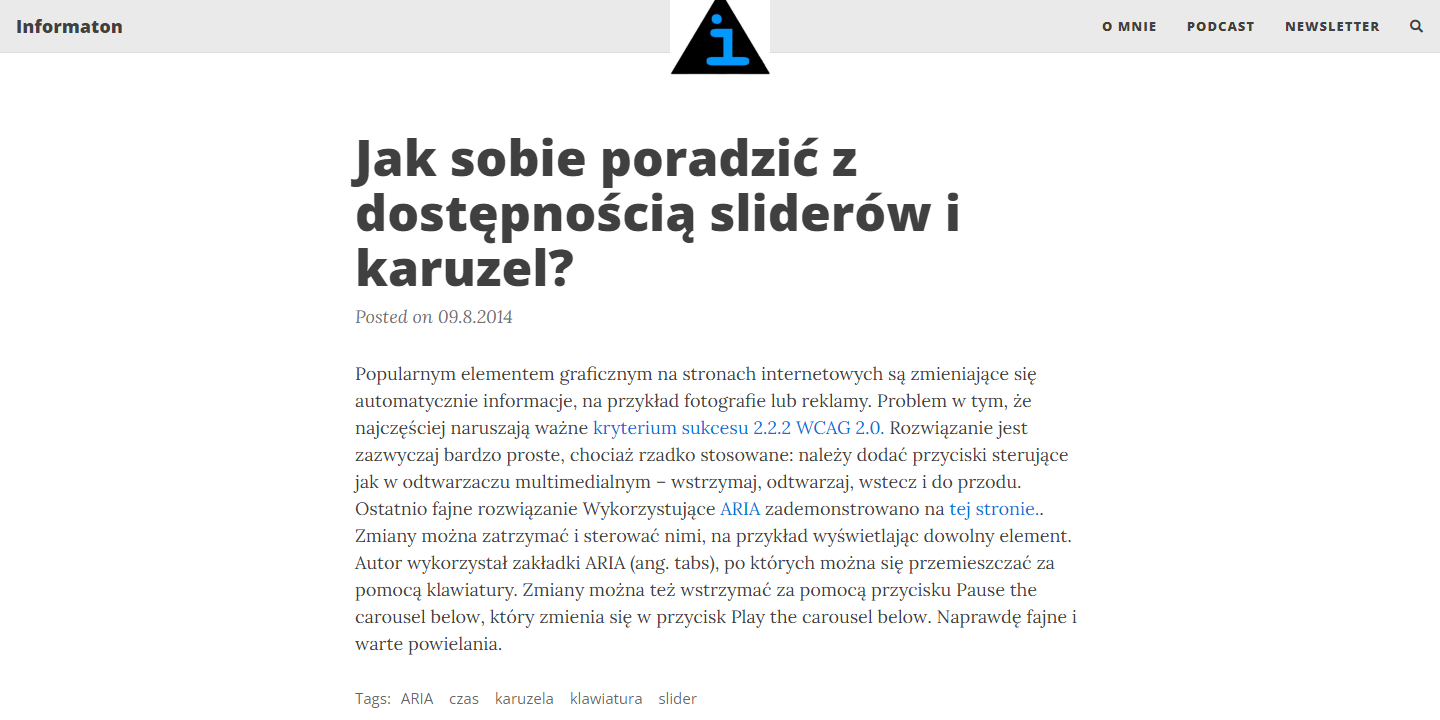 Informaton
i
O MNIE
PODCAST
NEWSLETTER
Jak sobie poradzić z
dostępnością sliderów i
karuzel?
Posted on 09.8.2014
Popularnym elementem graficznym na stronach internetowych są zmieniające się
automatycznie informacje, na przykład fotografie lub reklamy. Problem w tym, że
najczęściej naruszają ważne kryterium sukcesu 2.2.2 WCAG 2.0. Rozwiązanie jest
zazwyczaj bardzo proste, chociaż rzadko stosowane: należy dodać przyciski sterujące
jak w odtwarzaczu multimedialnym – wstrzymaj, odtwarzaj, wstecz i do przodu.
Ostatnio fajne rozwiązanie Wykorzystujące ARIA zademonstrowano na tej stronie..
Zmiany można zatrzymać i sterować nimi, na przykład wyświetlając dowolny element.
Autor wykorzystał zakładki ARIA (ang. tabs), po których można się przemieszczać za
pomocą klawiatury. Zmiany można też wstrzymać za pomocą przycisku Pause the
carousel below, który zmienia się w przycisk Play the carousel below. Naprawdę fajne i
warte powielania.
Tags: ARIA czas karuzela klawiatura slider